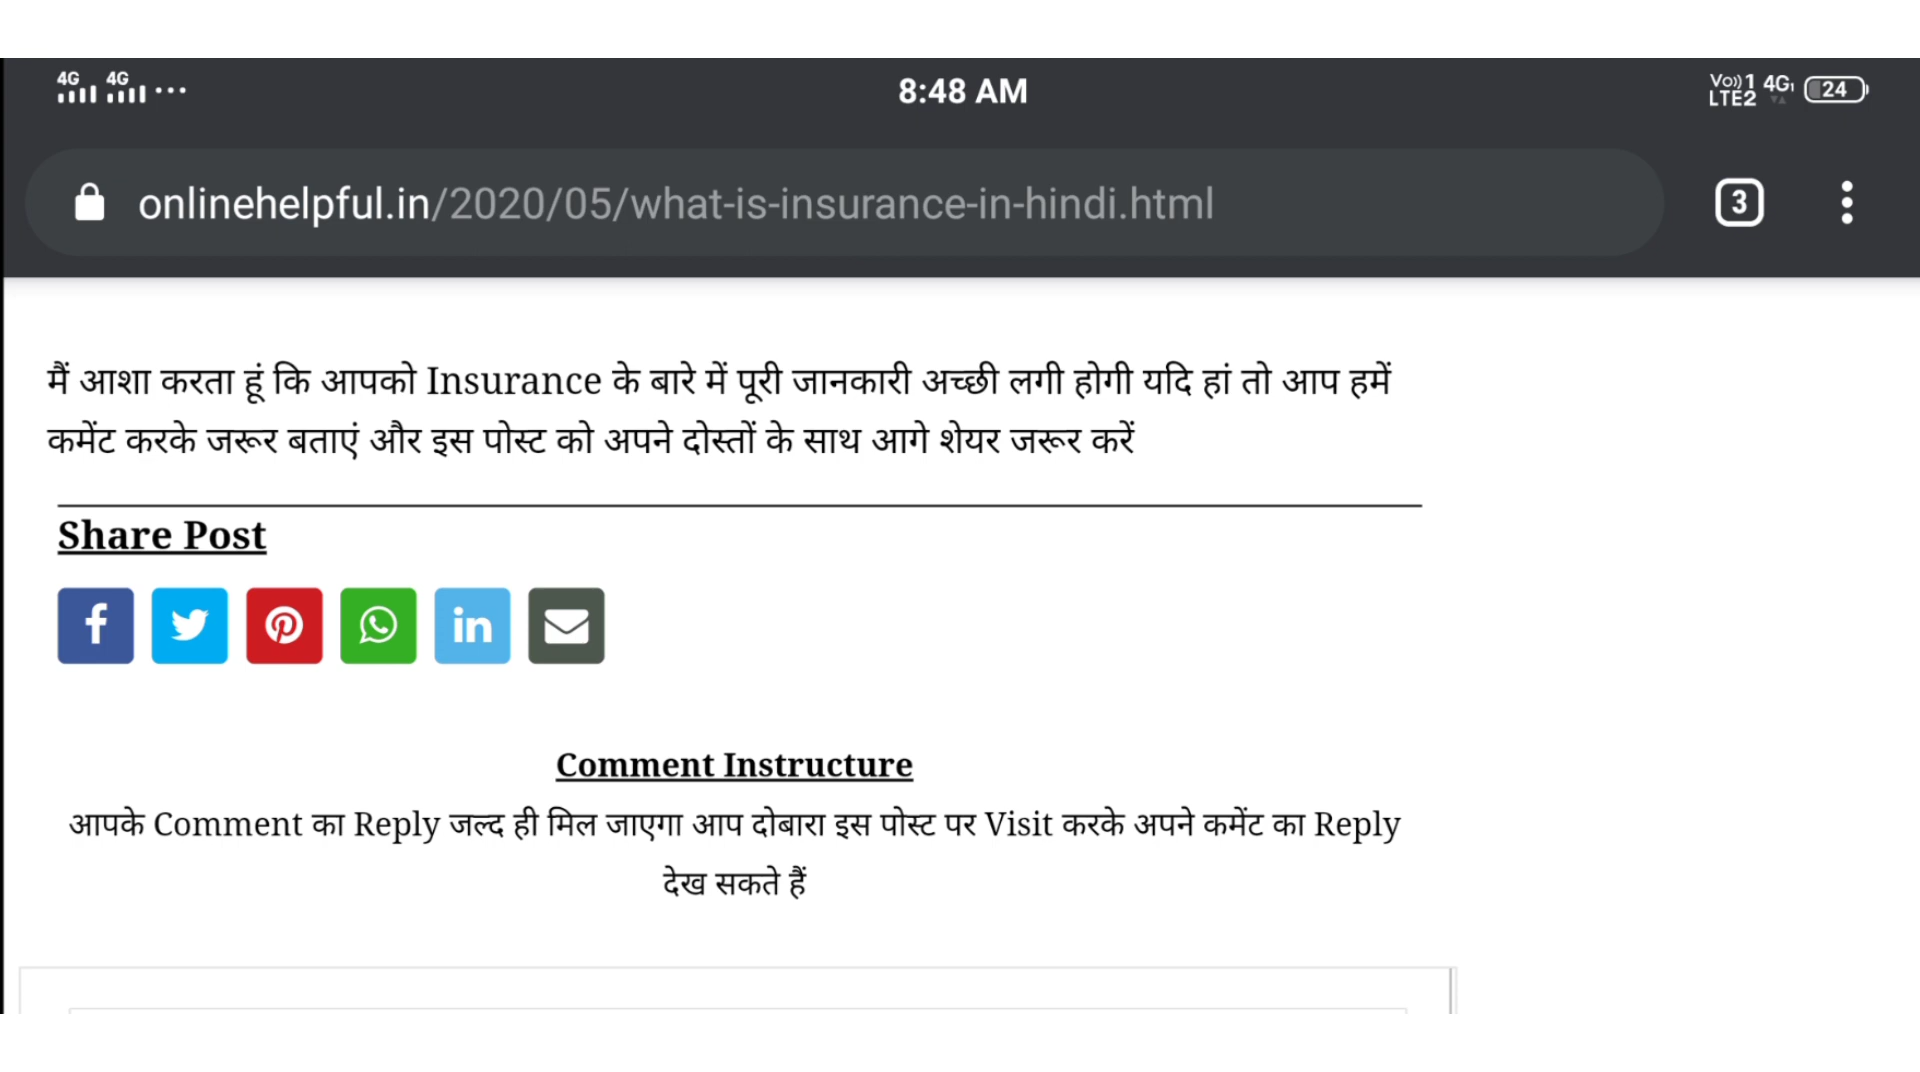 4G 4G 8:48 AM Vo)) 1 4G1 24
LTE2
onlinehelpful.in/2020/05/what-is-insurance-in-hindi.html 3
मैं आशा करता हूं कि आपको Insurance के बारे में पूरी जानकारी अच्छी लगी होगी यदि हां तो आप हमें
कमेंट करके जरूर बताएं और इस पोस्ट को अपने दोस्तों के साथ आगे शेयर जरूर करें
Share Post
f in
Comment Instructure
आपके Comment का Reply जल्द ही मिल जाएगा आप दोबारा इस पोस्ट पर Visit करके अपने कमेंट का Reply
देख सकते हैं